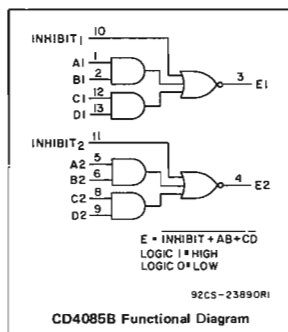 INHIBIT1 10
A1 1
B1 2
3 E1
C1 12
D1 13
INHIBIT2 11
A2 5
B2 6
4 E2
C2 8
D2 9
E = INHIBIT + AB + CD
LOGIC 1 = HIGH
LOGIC 0 = LOW
92CS-23890R1
CD4085B Functional Diagram